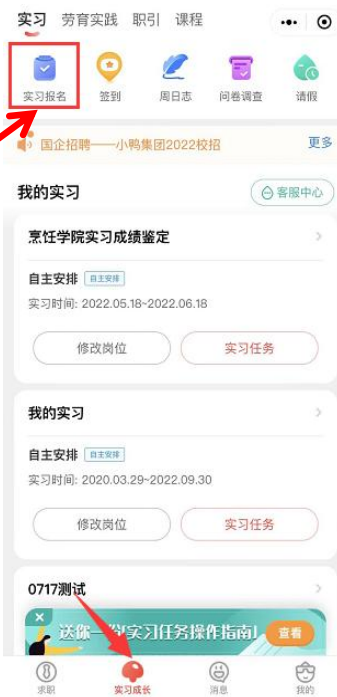 实习 劳育实践 职引 课程
实习报名 签到 周日志 问卷调查 请假
国企招聘——小鸭集团2022校招 更多
我的实习 客服中心
烹饪学院实习成绩鉴定
自主安排 自主安排
实习时间: 2022.05.18~2022.06.18
修改岗位 实习任务
我的实习
自主安排 自主安排
实习时间: 2020.03.29~2022.09.30
修改岗位 实习任务
0717测试
送你一份实习任务操作指南! 查看
求职 实习成长 消息 我的